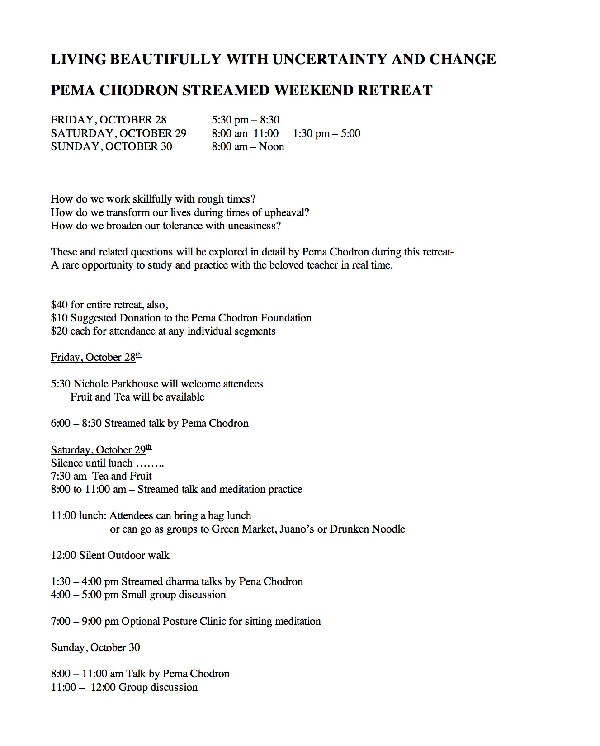 LIVING BEAUTIFULLY WITH UNCERTAINTY AND CHANGE
PEMA CHODRON STREAMED WEEKEND RETREAT
FRIDAY, OCTOBER 28 5:30 pm – 8:30
SATURDAY, OCTOBER 29 8:00 am 11:00 1:30 pm – 5:00
SUNDAY, OCTOBER 30 8:00 am – Noon
How do we work skillfully with rough times?
How do we transform our lives during times of upheaval?
How do we broaden our tolerance with uneasiness?
These and related questions will be explored in detail by Pema Chodron during this retreat-
A rare opportunity to study and practice with the beloved teacher in real time.
$40 for entire retreat, also,
$10 Suggested Donation to the Pema Chodron Foundation
$20 each for attendance at any individual segments
Friday, October 28th
5:30 Nichole Parkhouse will welcome attendees
Fruit and Tea will be available
6:00 – 8:30 Streamed talk by Pema Chodron
Saturday, October 29th
Silence until lunch ……..
7:30 am Tea and Fruit
8:00 to 11:00 am – Streamed talk and meditation practice
11:00 lunch: Attendees can bring a bag lunch
or can go as groups to Green Market, Juano's or Drunken Noodle
12:00 Silent Outdoor walk
1:30 – 4:00 pm Streamed dharma talks by Pena Chodron
4:00 – 5:00 pm Small group discussion
7:00 – 9:00 pm Optional Posture Clinic for sitting meditation
Sunday, October 30
8:00 – 11:00 am Talk by Pema Chodron
11:00 – 12:00 Group discussion